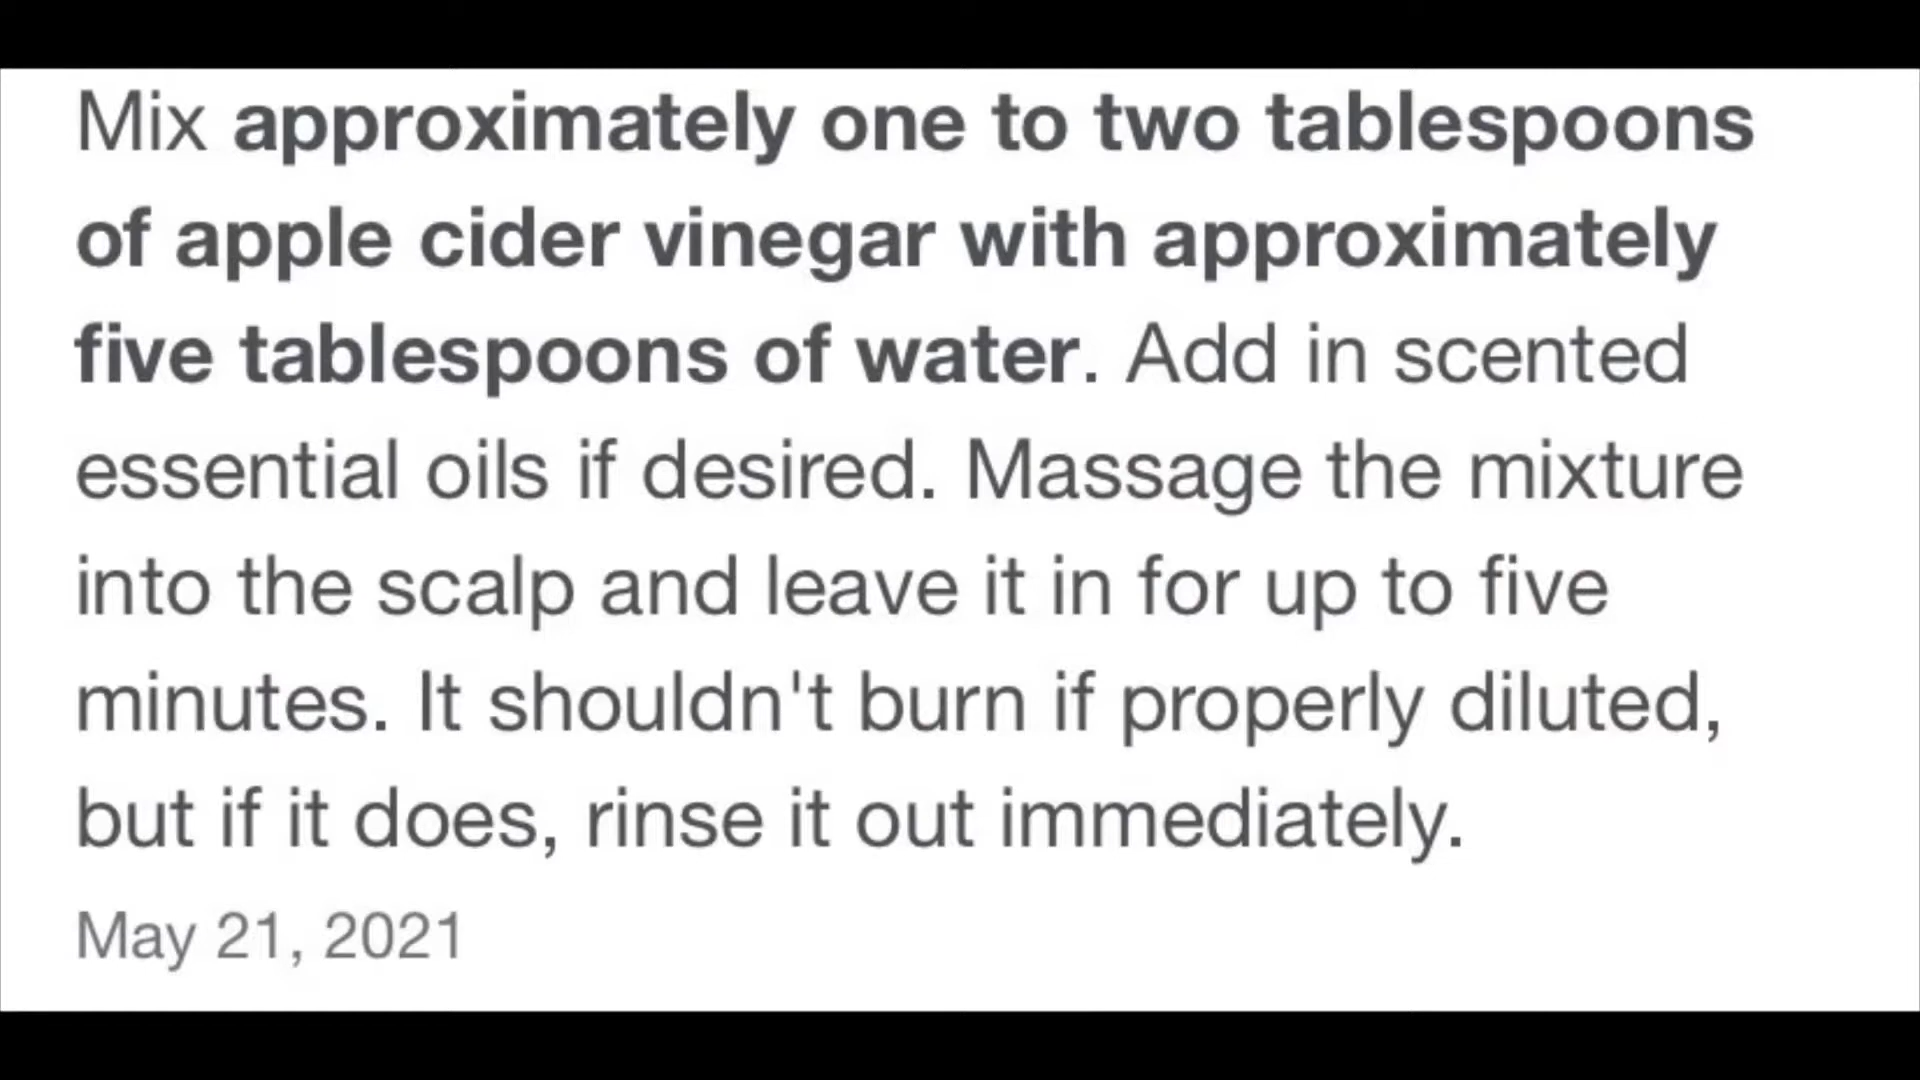 Mix approximately one to two tablespoons
of apple cider vinegar with approximately
five tablespoons of water. Add in scented
essential oils if desired. Massage the mixture
into the scalp and leave it in for up to five
minutes. It shouldn't burn if properly diluted,
but if it does, rinse it out immediately.
May 21, 2021